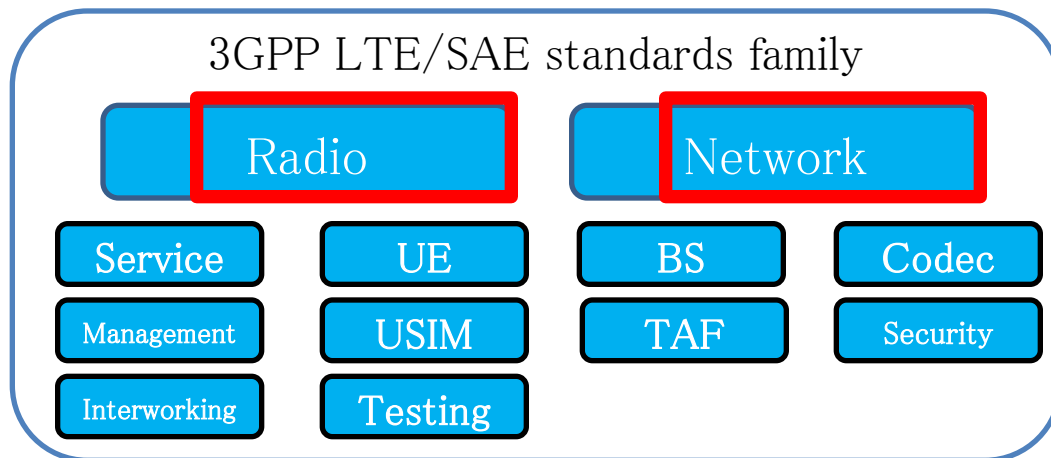 3GPP LTE/SAE standards family
Radio
Network
Service
UE
BS
Codec
Management
USIM
TAF
Security
Interworking
Testing